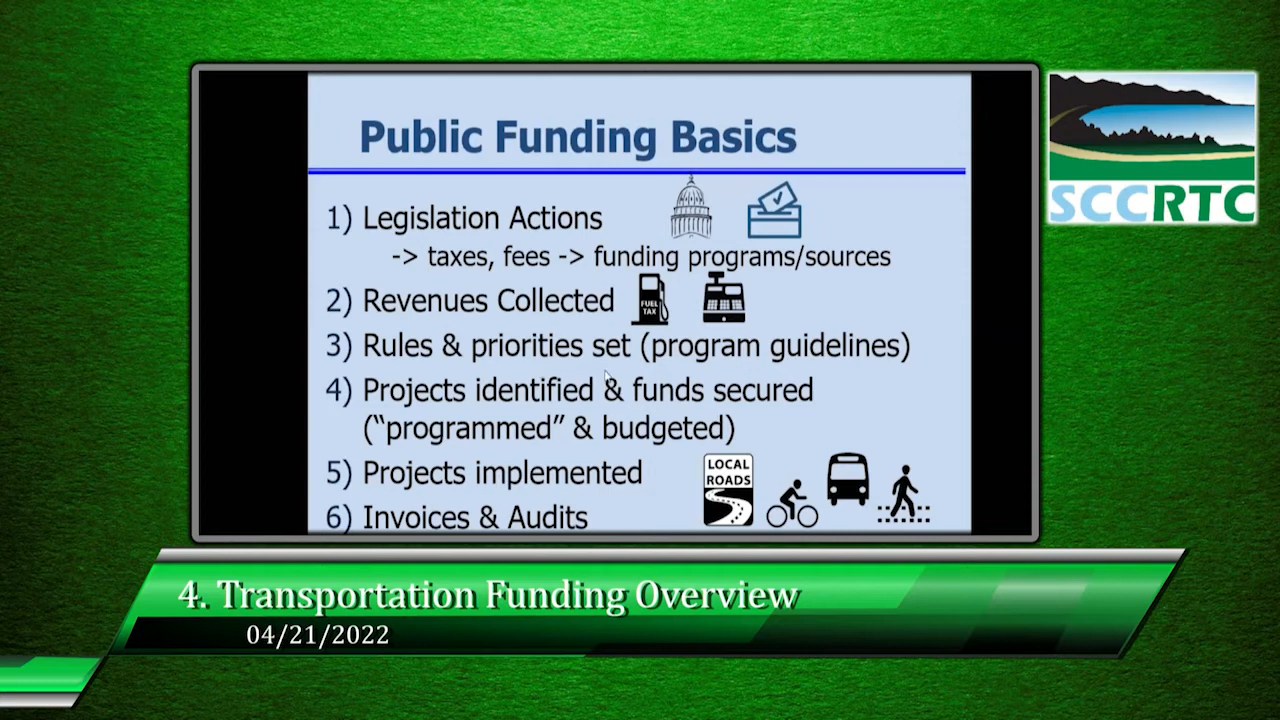 Public Funding Basics
1) Legislation Actions
-> taxes, fees -> funding programs/sources
2) Revenues Collected
FUEL
TAX
3) Rules & priorities set (program guidelines)
4) Projects identified & funds secured
(“programmed” & budgeted)
5) Projects implemented
LOCAL
ROADS
6) Invoices & Audits
SCCRTC
4. Transportation Funding Overview
04/21/2022